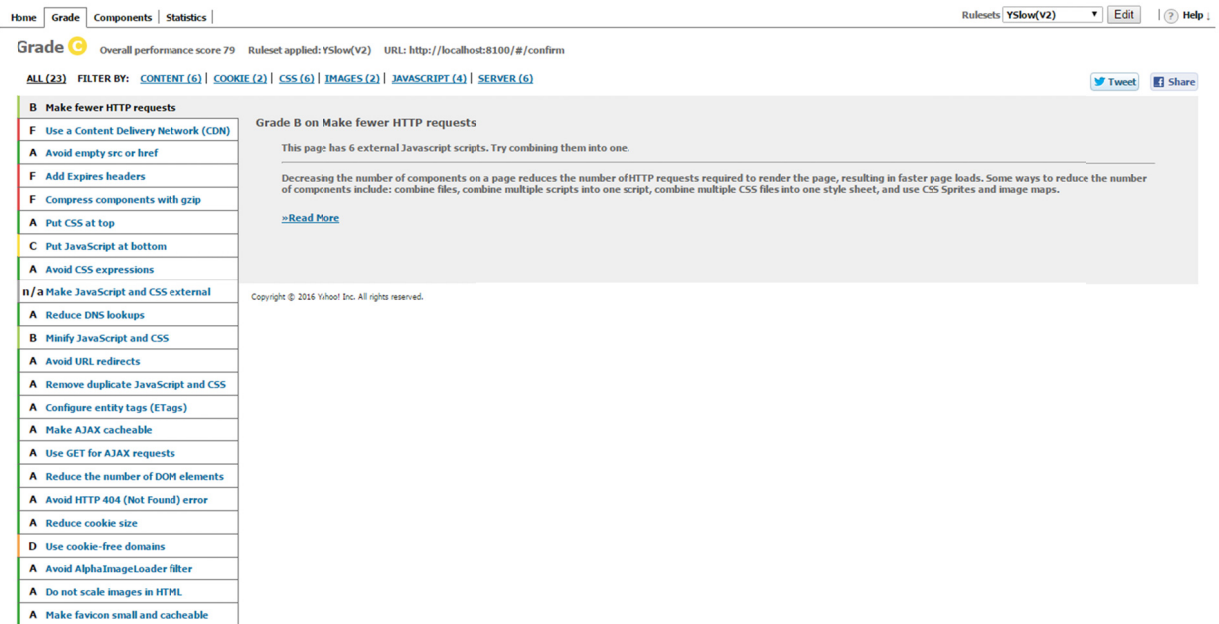 Home Grade Components Statistics Rulesets YSlow(V2) Edit ? Help ↓
Grade C Overall performance score 79 Ruleset applied: YSlow(V2) URL: http://localhost:8100/#/confirm
ALL (23) FILTER BY: CONTENT (6) | COOKIE (2) | CSS (6) | IMAGES (2) | JAVASCRIPT (4) | SERVER (6)
Tweet Share
B Make fewer HTTP requests
F Use a Content Delivery Network (CDN)
A Avoid empty src or href
F Add Expires headers
F Compress components with gzip
A Put CSS at top
C Put JavaScript at bottom
A Avoid CSS expressions
n/a Make JavaScript and CSS external
A Reduce DNS lookups
B Minify JavaScript and CSS
A Avoid URL redirects
A Remove duplicate JavaScript and CSS
A Configure entity tags (ETags)
A Make AJAX cacheable
A Use GET for AJAX requests
A Reduce the number of DOM elements
A Avoid HTTP 404 (Not Found) error
A Reduce cookie size
D Use cookie-free domains
A Avoid AlphaImageLoader filter
A Do not scale images in HTML
A Make favicon small and cacheable
Grade B on Make fewer HTTP requests
This page has 6 external Javascript scripts. Try combining them into one.
Decreasing the number of components on a page reduces the number of HTTP requests required to render the page, resulting in faster page loads. Some ways to reduce the number
of components include: combine files, combine multiple scripts into one script, combine multiple CSS files into one style sheet, and use CSS Sprites and image maps.
»Read More
Copyright © 2016 Yahoo! Inc. All rights reserved.